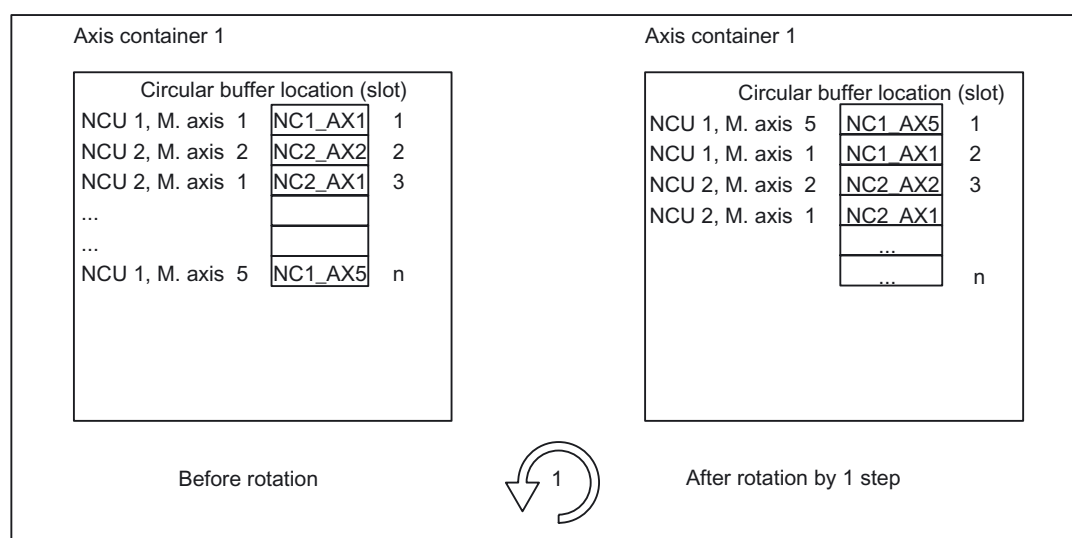 Axis container 1
Circular buffer location (slot)
NCU 1, M. axis 1 NC1_AX1 1
NCU 2, M. axis 2 NC2_AX2 2
NCU 2, M. axis 1 NC2_AX1 3
...
...
NCU 1, M. axis 5 NC1_AX5 n
Before rotation
1
Axis container 1
Circular buffer location (slot)
NCU 1, M. axis 5 NC1_AX5 1
NCU 1, M. axis 1 NC1_AX1 2
NCU 2, M. axis 2 NC2_AX2 3
NCU 2, M. axis 1 NC2_AX1
...
... n
After rotation by 1 step